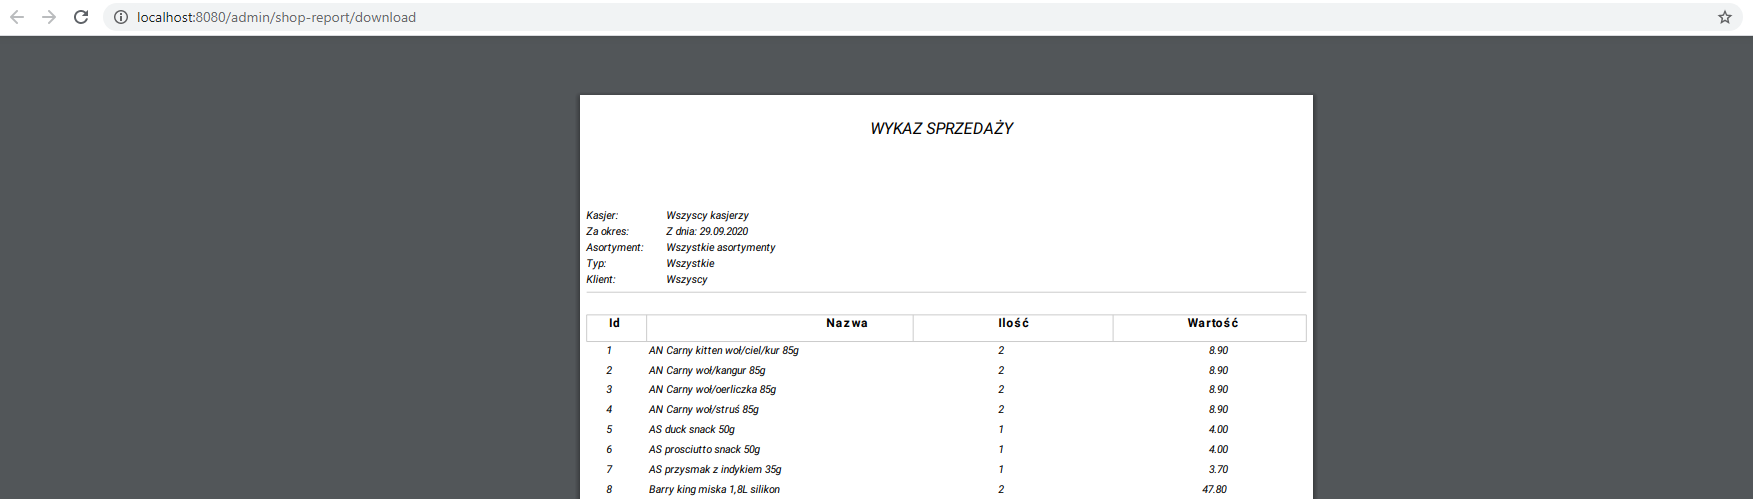 localhost:8080/admin/shop-report/download
WYKAZ SPRZEDAŻY
Kasjer: Wszyscy kasjerzy
Za okres: Z dnia: 29.09.2020
Asortyment: Wszystkie asortymenty
Typ: Wszystkie
Klient: Wszyscy
Id Nazwa Ilość Wartość
1 AN Carny kitten woł/ciel/kur 85g 2 8.90
2 AN Carny woł/kangur 85g 2 8.90
3 AN Carny woł/oerliczka 85g 2 8.90
4 AN Carny woł/struś 85g 2 8.90
5 AS duck snack 50g 1 4.00
6 AS prosciutto snack 50g 1 4.00
7 AS przysmak z indykiem 35g 1 3.70
8 Barry king miska 1,8L silikon 2 47.80